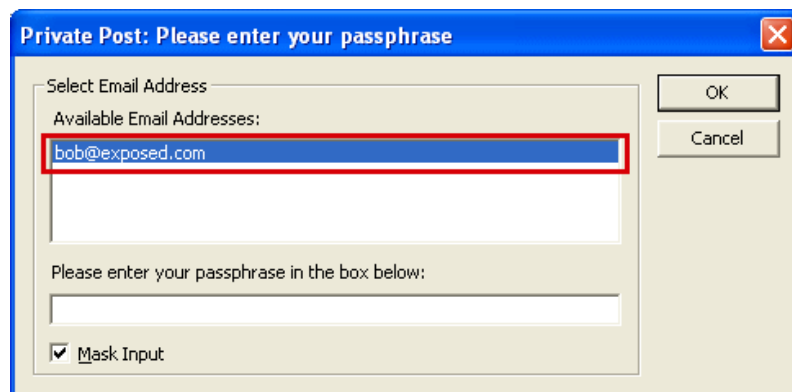 Private Post: Please enter your passphrase
Select Email Address
Available Email Addresses:
bob@exposed.com
Please enter your passphrase in the box below:
Mask Input
OK
Cancel